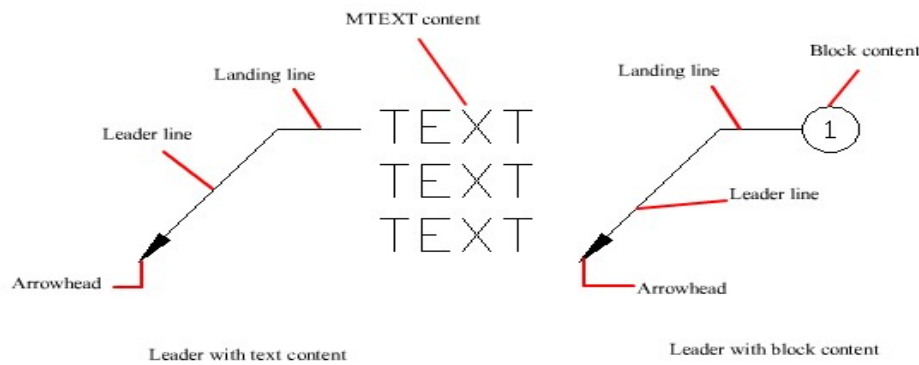 MTEXT content
Block content
Landing line
Landing line
TEXT
1
Leader line
TEXT
Leader line
TEXT
Arrowhead
Arrowhead
Leader with text content
Leader with block content